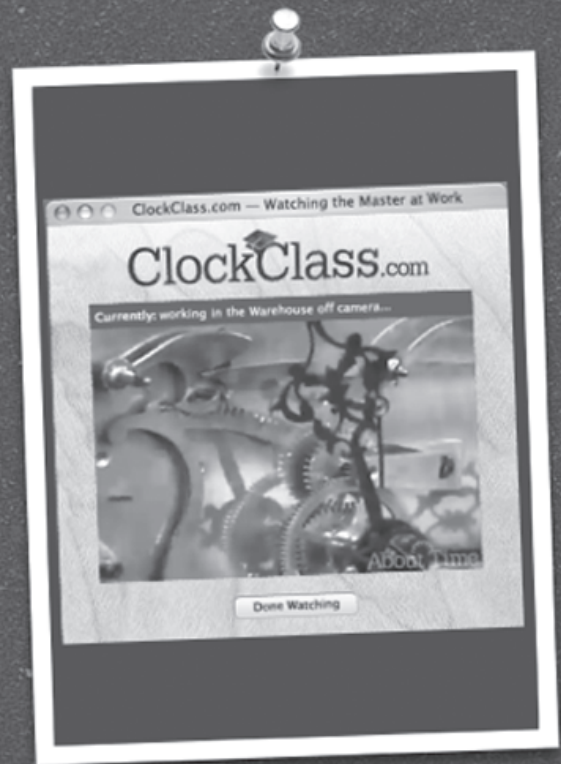 ClockClass.com — Watching the Master at Work
ClockClass.com
Currently: working in the Warehouse off camera...
About Time
Done Watching